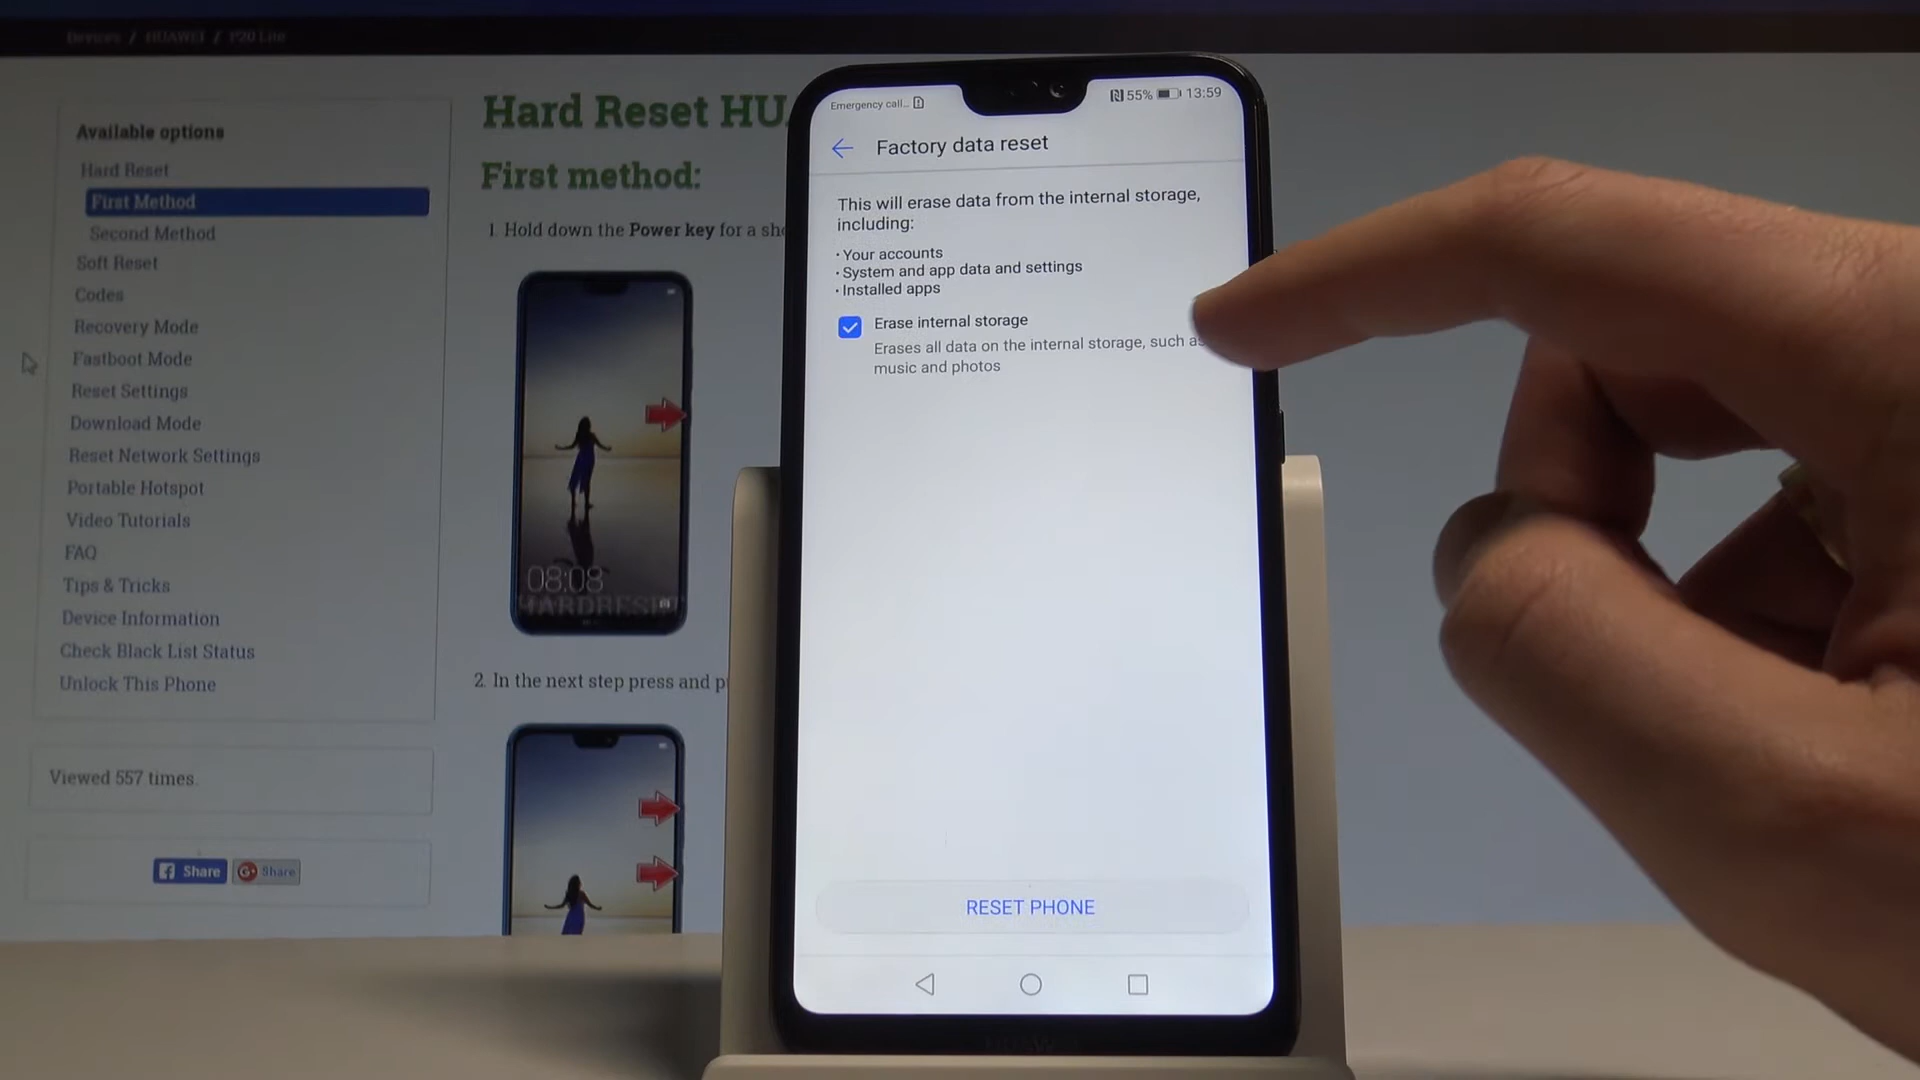 Devices / HUAWEI / P20 Lite
Available options
Hard Reset
First Method
Second Method
Soft Reset
Codes
Recovery Mode
Fastboot Mode
Reset Settings
Download Mode
Reset Network Settings
Portable Hotspot
Video Tutorials
FAQ
Tips & Tricks
Device Information
Check Black List Status
Unlock This Phone
Viewed 557 times.
Share
Share
Hard Reset HU
First method:
1. Hold down the Power key for a
08:08
2. In the next step press and
Emergency call...
55% 13:59
Factory data reset
This will erase data from the internal storage,
including:
• Your accounts
• System and app data and settings
• Installed apps
Erase internal storage
Erases all data on the internal storage, such as
music and photos
RESET PHONE